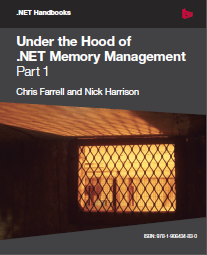 .NET Handbooks
Under the Hood of
.NET Memory Management
Part 1
Chris Farrell and Nick Harrison